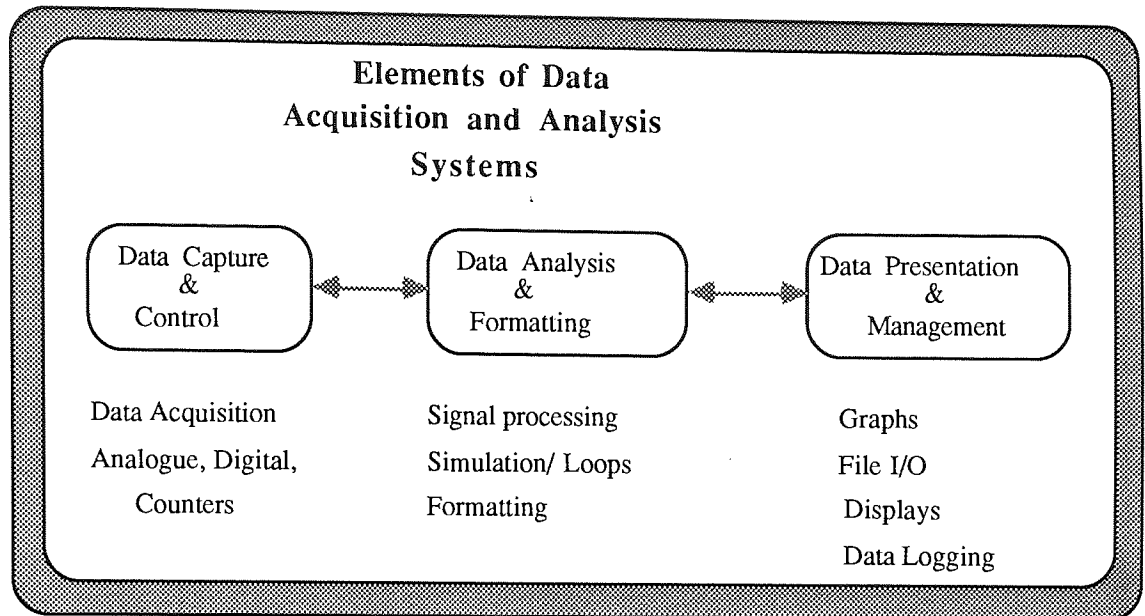 Elements of Data
Acquisition and Analysis
Systems
Data Capture
&
Control
Data Analysis
&
Formatting
Data Presentation
&
Management
Data Acquisition
Analogue, Digital,
Counters
Signal processing
Simulation/ Loops
Formatting
Graphs
File I/O
Displays
Data Logging